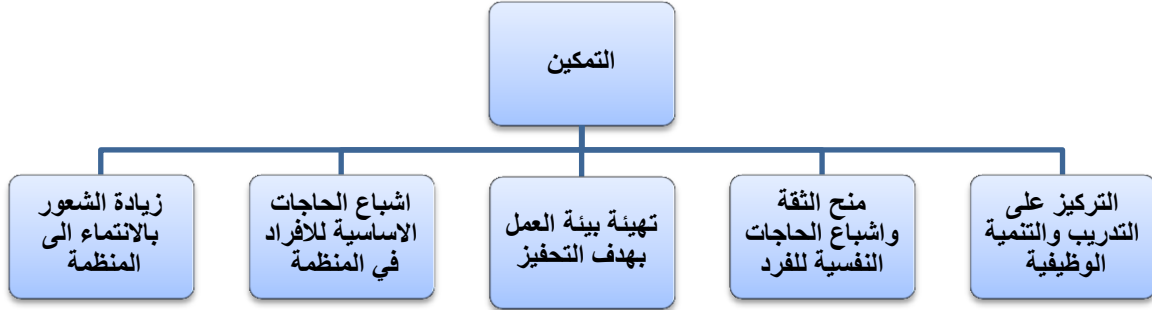 التمكين
التركيز على
التدريب والتنمية
الوظيفية
منح الثقة
واشباع الحاجات
النفسية للفرد
تهيئة بيئة العمل
بهدف التحفيز
اشباع الحاجات
الاساسية للافراد
في المنظمة
زيادة الشعور
بالانتماء الى
المنظمة